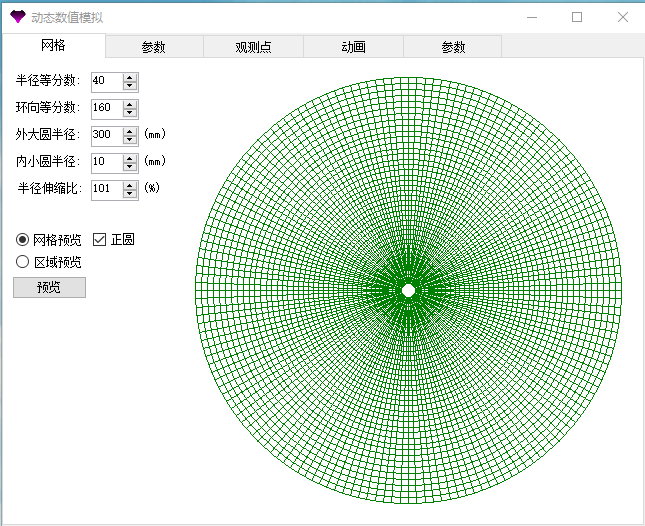 动态数值模拟
网格 参数 观测点 动画 参数
半径等分数: 40
环向等分数: 160
外大圆半径: 300 (mm)
内小圆半径: 10 (mm)
半径伸缩比: 101 (%)
网格预览 正圆
区域预览
预览